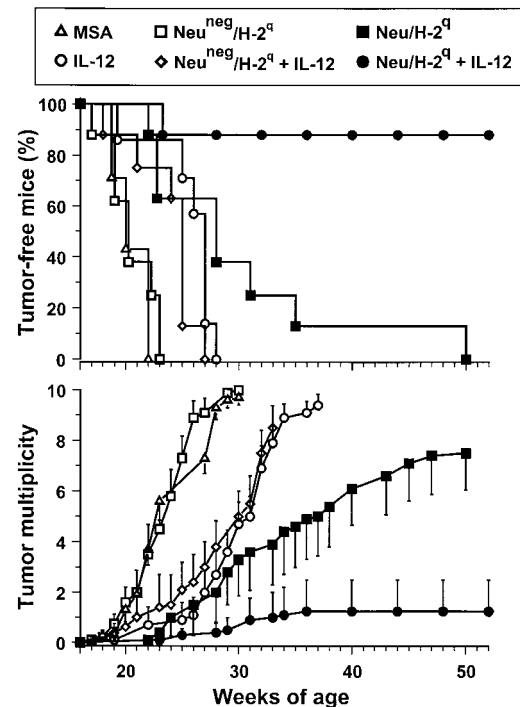 MSA Neu^neg/H-2^q Neu/H-2^q
IL-12 Neu^neg/H-2^q + IL-12 Neu/H-2^q + IL-12
Tumor-free mice (%)
100
80
60
40
20
0
Tumor multiplicity
10
8
6
4
2
0
20 30 40 50
Weeks of age